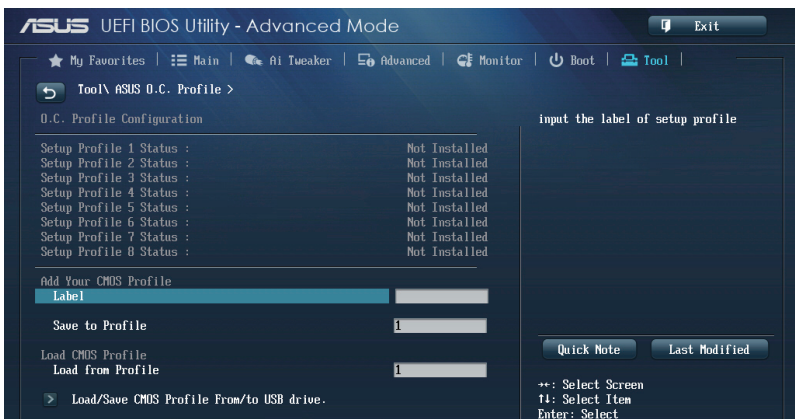 ASUS UEFI BIOS Utility - Advanced Mode
Exit
My Favorites | Main | Ai Tweaker | Advanced | Monitor | Boot | Tool |
Tool\ ASUS O.C. Profile >
O.C. Profile Configuration
input the label of setup profile
Setup Profile 1 Status : Not Installed
Setup Profile 2 Status : Not Installed
Setup Profile 3 Status : Not Installed
Setup Profile 4 Status : Not Installed
Setup Profile 5 Status : Not Installed
Setup Profile 6 Status : Not Installed
Setup Profile 7 Status : Not Installed
Setup Profile 8 Status : Not Installed
Add Your CMOS Profile
Label
Save to Profile 1
Load CMOS Profile
Load from Profile 1
> Load/Save CMOS Profile From/to USB drive.
Quick Note
Last Modified
→←: Select Screen
↑↓: Select Item
Enter: Select